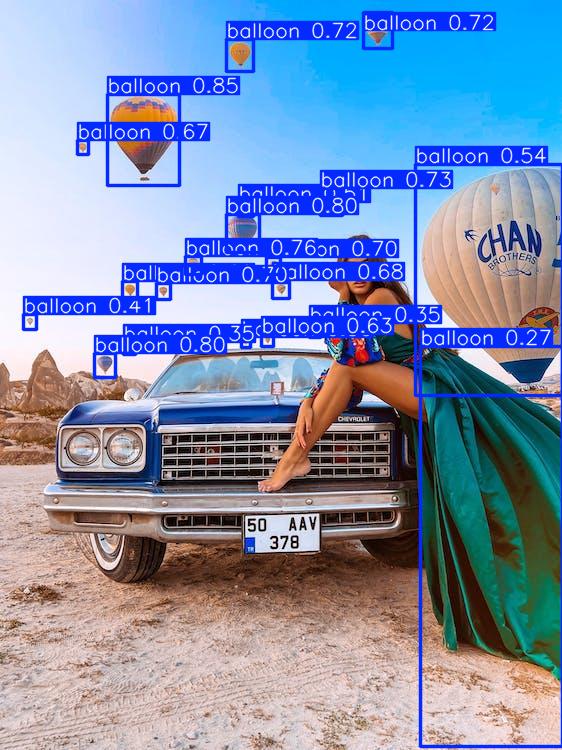 balloon 0.72
balloon 0.72
balloon 0.85
balloon 0.67
balloon 0.54
balloon 0.73
balloon 0.80
balloon 0.76
0.70
balloon 0.68
balloon 0.41
balloon 0.35
balloon 0.63
balloon 0.80
balloon 0.27
CHAN
BROTHERS
CHEVROLET
50 AAV
378
TR